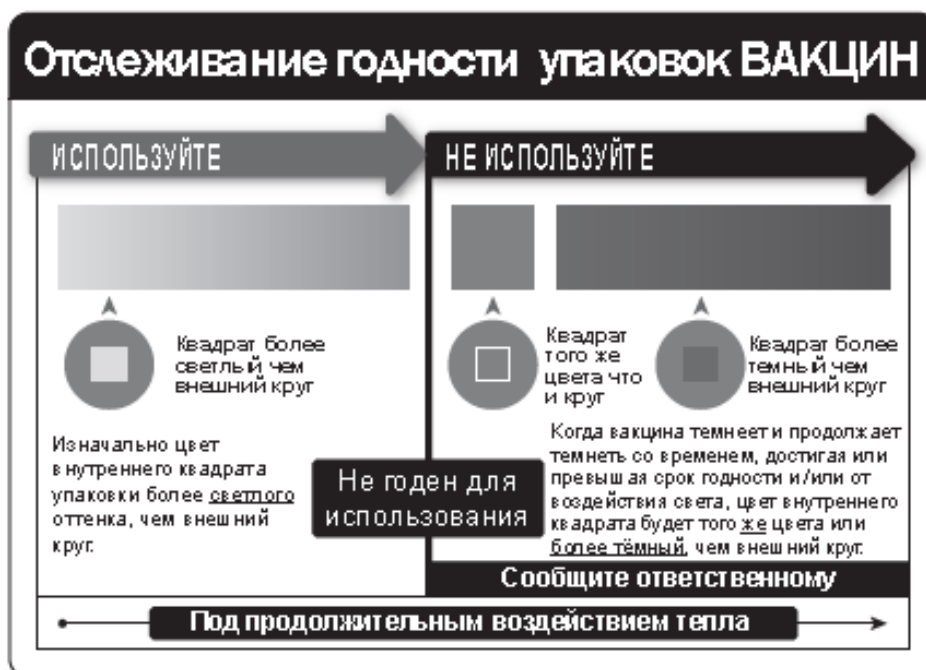 Отслеживание годности упаковок ВАКЦИН
ИСПОЛЬЗУЙТЕ
Квадрат более
светлый чем
внешний круг
Изначально цвет
внутреннего квадрата
упаковки более светлого
оттенка, чем внешний
круг.
НЕ ИСПОЛЬЗУЙТЕ
Квадрат
того же
цвета что
и круг
Квадрат более
темный чем
внешний круг
Когда вакцина темнеет и продолжает
темнеть со временем, достигая или
превышая срок годности и/или от
воздействия света, цвет внутреннего
квадрата будет того же цвета или
более тёмный, чем внешний круг.
Не годен для
использования
Сообщите ответственному
Под продолжительным воздействием тепла